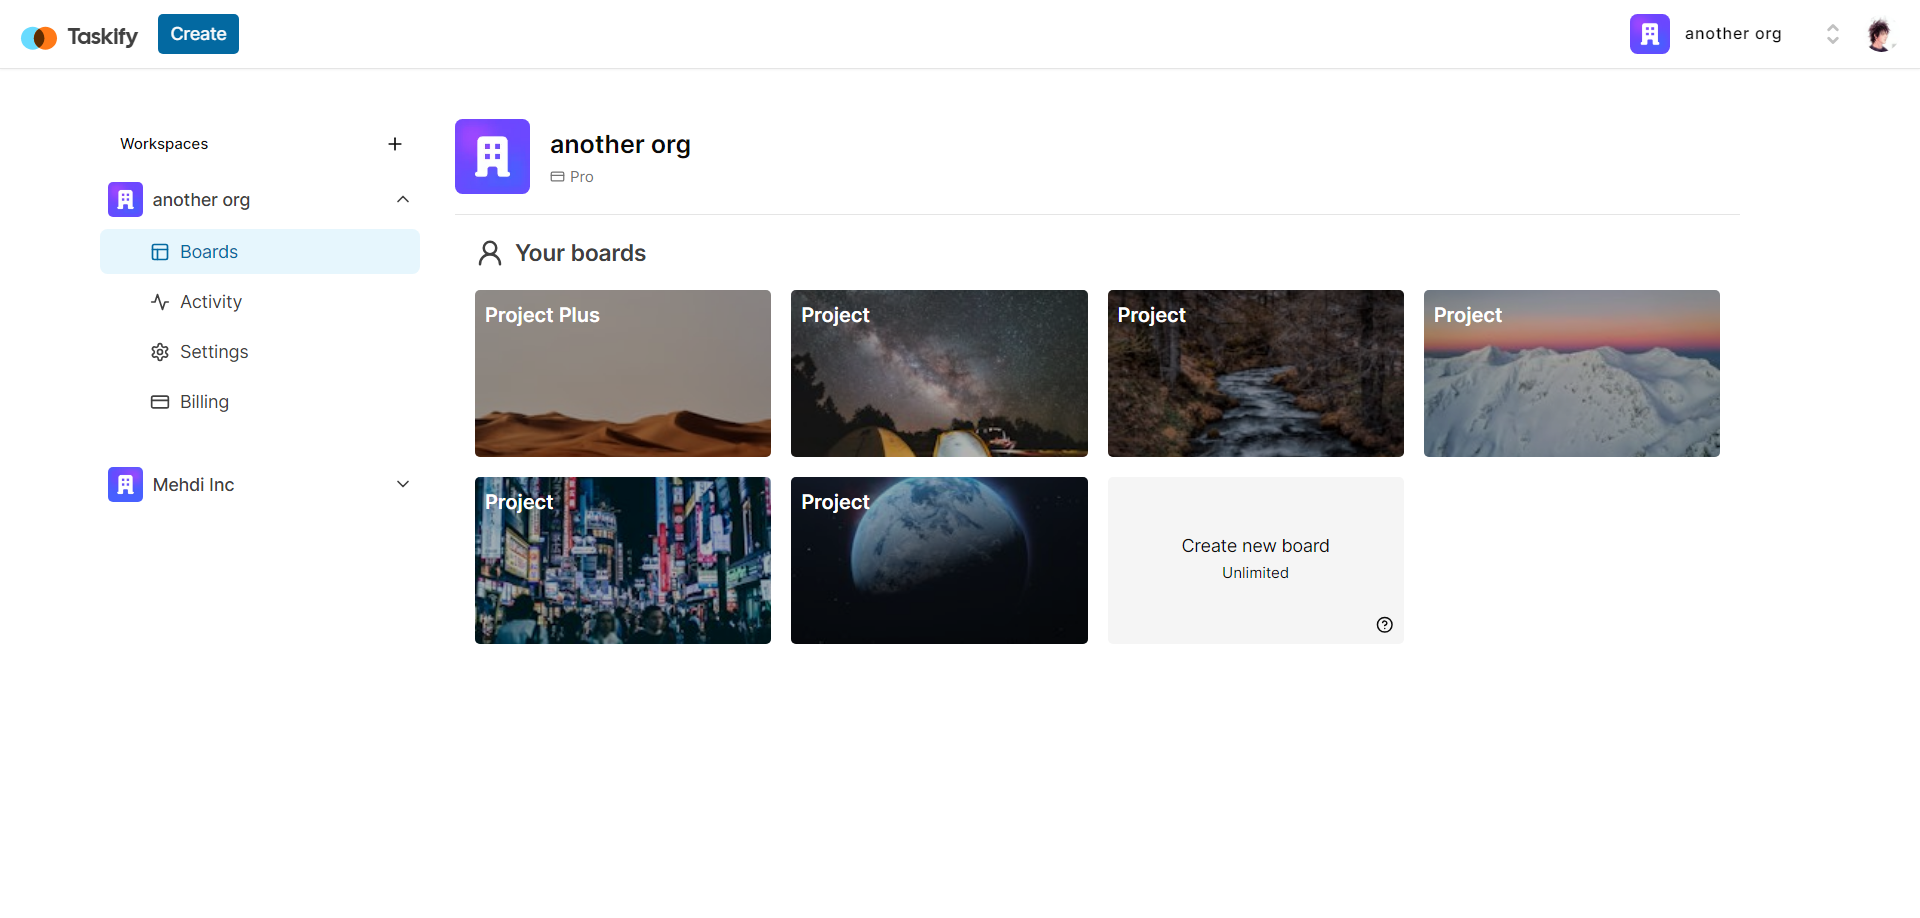 Taskify
Create
another org
Workspaces
another org
Boards
Activity
Settings
Billing
Mehdi Inc
another org
Pro
Your boards
Project Plus
Project
Project
Project
Project
Project
Create new board
Unlimited